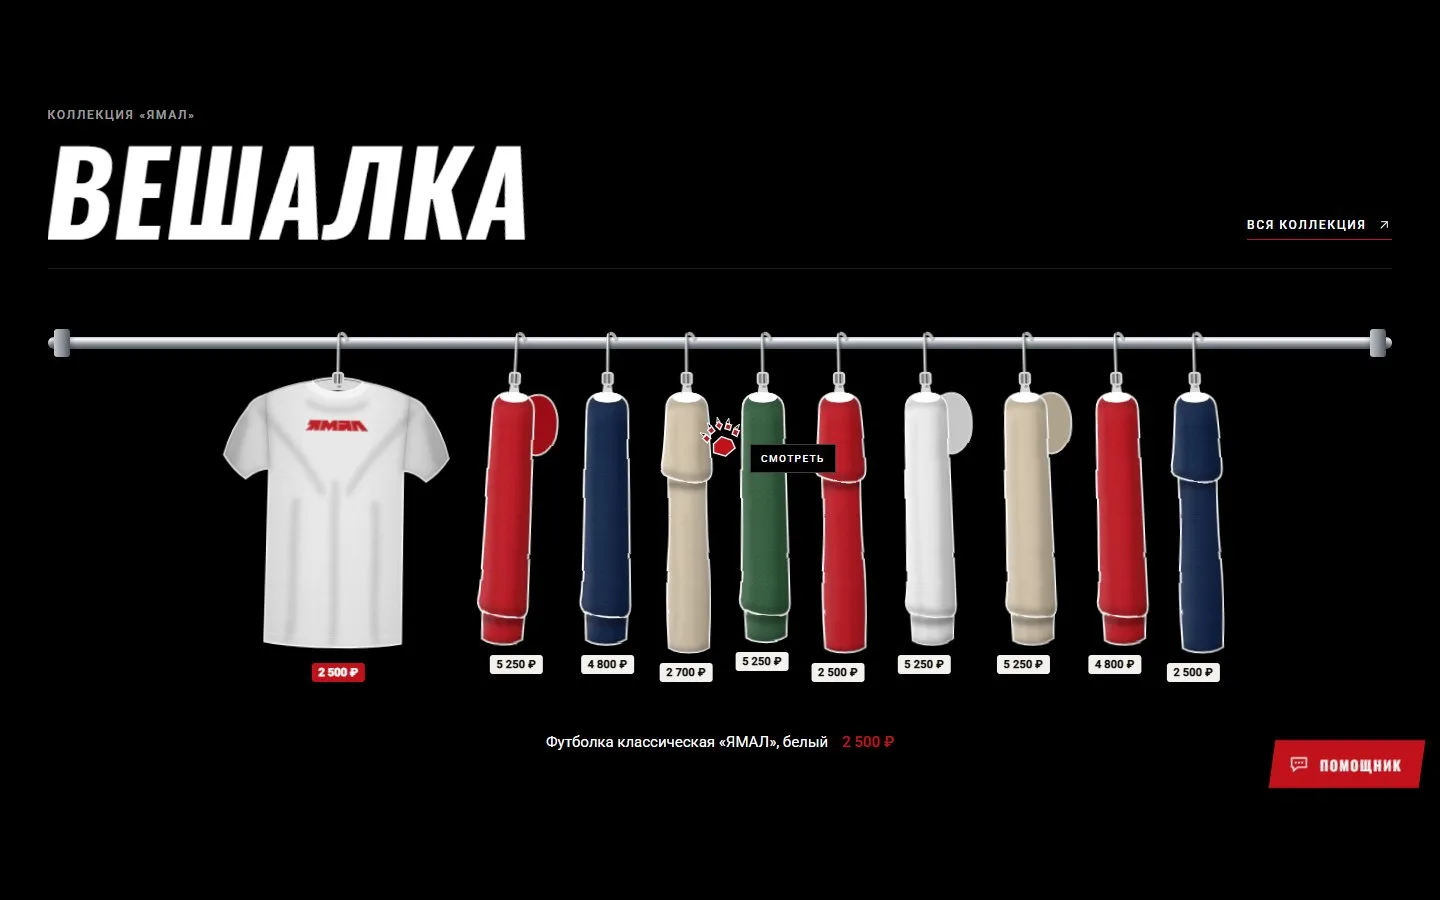 КОЛЛЕКЦИЯ «ЯМАЛ»
ВЕШАЛКА
ВСЯ КОЛЛЕКЦИЯ
ЯМАЛ
СМОТРЕТЬ
2 500 ₽
5 250 ₽
4 800 ₽
2 700 ₽
5 250 ₽
2 500 ₽
5 250 ₽
5 250 ₽
4 800 ₽
2 500 ₽
Футболка классическая «ЯМАЛ», белый 2 500 ₽
ПОМОЩНИК